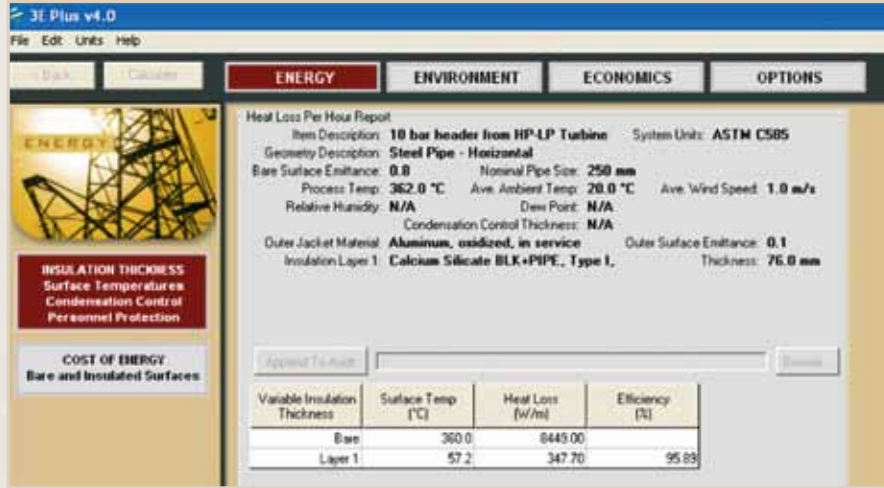 3E Plus v4.0
File Edit Units Help
< Back Calculate ENERGY ENVIRONMENT ECONOMICS OPTIONS
ENERGY
Heat Loss Per Hour Report
Item Description: 10 bar header from HP-LP Turbine System Units: ASTM C585
Geometry Description: Steel Pipe - Horizontal
Bare Surface Emittance: 0.8 Nominal Pipe Size: 250 mm
Process Temp: 362.0 °C Ave. Ambient Temp: 20.0 °C Ave. Wind Speed: 1.0 m/s
Relative Humidity: N/A Dew Point: N/A
Condensation Control Thickness: N/A
Outer Jacket Material: Aluminum, oxidized, in service Outer Surface Emittance: 0.1
Insulation Layer 1: Calcium Silicate BLK+PIPE, Type I, Thickness: 76.0 mm
INSULATION THICKNESS
Surface Temperatures
Condensation Control
Personnel Protection
COST OF ENERGY
Bare and Insulated Surfaces
Append To Audit Browse
Variable Insulation Thickness Surface Temp (°C) Heat Loss (W/m) Efficiency (%)
Bare 360.0 8449.00
Layer 1 57.2 347.70 95.89